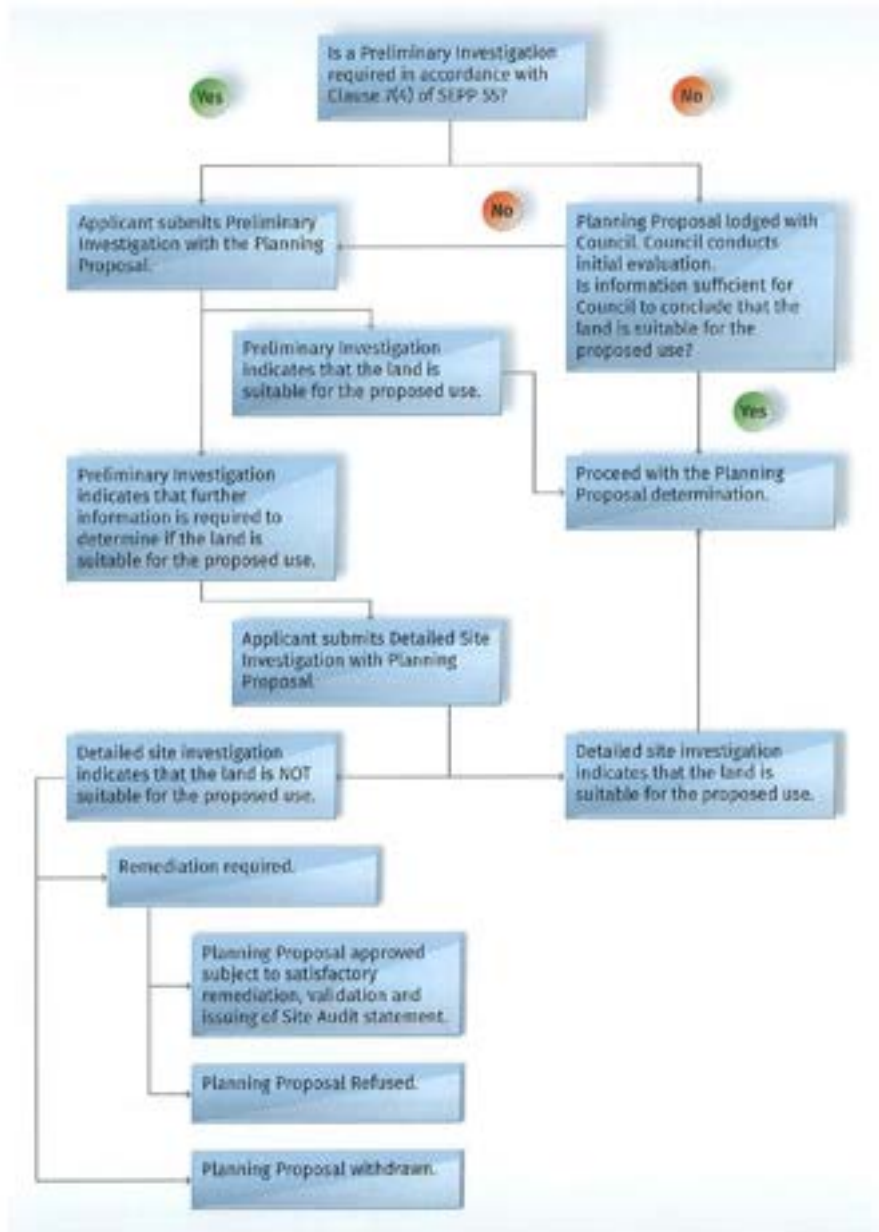 Is a Preliminary Investigation
required in accordance with
Clause 7(4) of SEPP 55?
Yes
No
Applicant submits Preliminary
Investigation with the Planning
Proposal.
No
Planning Proposal lodged with
Council. Council conducts
initial evaluation.
Is information sufficient for
Council to conclude that the
land is suitable for the
proposed use?
Preliminary Investigation
indicates that the land is
suitable for the proposed use.
Yes
Preliminary Investigation
indicates that further
information is required to
determine if the land is
suitable for the proposed use.
Proceed with the Planning
Proposal determination.
Applicant submits Detailed Site
Investigation with Planning
Proposal
Detailed site investigation
indicates that the land is NOT
suitable for the proposed use.
Detailed site investigation
indicates that the land is
suitable for the proposed use.
Remediation required.
Planning Proposal approved
subject to satisfactory
remediation, validation and
issuing of Site Audit statement.
Planning Proposal Refused.
Planning Proposal withdrawn.